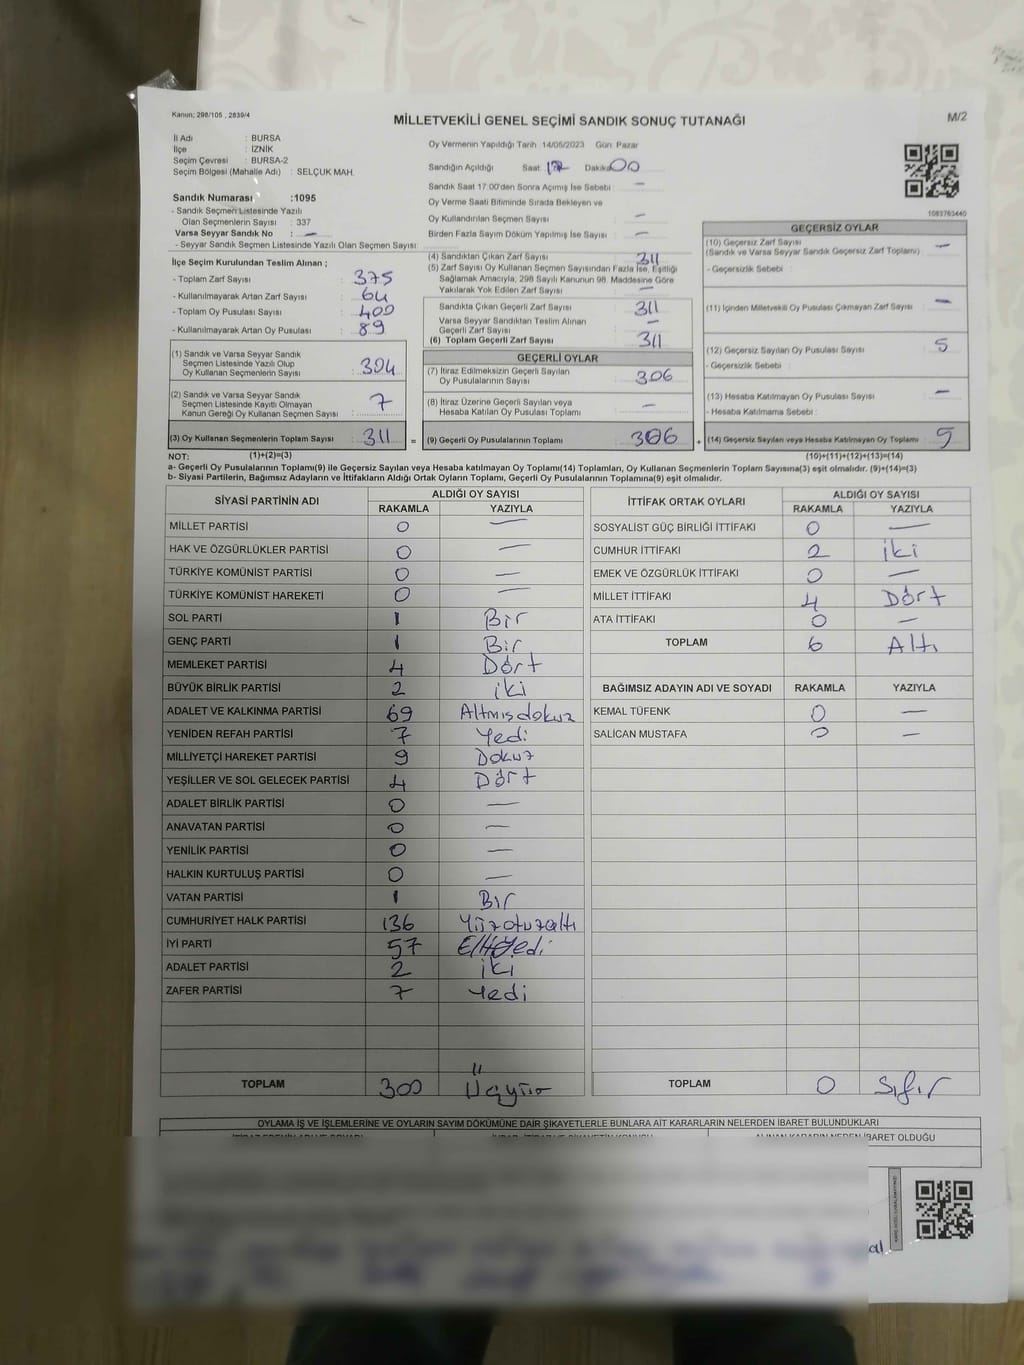 Kanun; 298/105 , 2839/4
MİLLETVEKİLİ GENEL SEÇİMİ SANDIK SONUÇ TUTANAĞI
M/2
İl Adı : BURSA
İlçe : İZNİK
Seçim Çevresi : BURSA-2
Seçim Bölgesi (Mahalle Adı) : SELÇUK MAH.
Sandık Numarası :1095
- Sandık Seçmen Listesinde Yazılı
Olan Seçmenlerin Sayısı : 337
Varsa Seyyar Sandık No : —
- Seyyar Sandık Seçmen Listesinde Yazılı Olan Seçmen Sayısı:
Oy Vermenin Yapıldığı Tarih 14/05/2023 Gün: Pazar
Sandığın Açıldığı Saat: 17 Dakika: 00
Sandık Saat 17:00'den Sonra Açılmış İse Sebebi —
Oy Verme Saati Bitiminde Sırada Bekleyen ve
Oy Kullandırılan Seçmen Sayısı —
Birden Fazla Sayım Döküm Yapılmış İse Sayısı —
1083763440
İlçe Seçim Kurulundan Teslim Alınan ;
- Toplam Zarf Sayısı : 375
- Kullanılmayarak Artan Zarf Sayısı : 64
- Toplam Oy Pusulası Sayısı : 400
- Kullanılmayarak Artan Oy Pusulası : 89
(1) Sandık ve Varsa Seyyar Sandık
Seçmen Listesinde Yazılı Olup
Oy Kullanan Seçmenlerin Sayısı : 304
(2) Sandık ve Varsa Seyyar Sandık
Seçmen Listesinde Kayıtlı Olmayan
Kanun Gereği Oy Kullanan Seçmen Sayısı : 7
(3) Oy Kullanan Seçmenlerin Toplam Sayısı : 311 =
(4) Sandıktan Çıkan Zarf Sayısı 311
(5) Zarf Sayısı Oy Kullanan Seçmen Sayısından Fazla İse, Eşitliği
Sağlamak Amacıyla; 298 Sayılı Kanunun 98. Maddesine Göre
Yakılarak Yok Edilen Zarf Sayısı —
Sandıkta Çıkan Geçerli Zarf Sayısı 311
Varsa Seyyar Sandıktan Teslim Alınan
Geçerli Zarf Sayısı —
(6) Toplam Geçerli Zarf Sayısı 311
GEÇERLİ OYLAR
(7) İtiraz Edilmeksizin Geçerli Sayılan
Oy Pusulalarının Sayısı : 306
(8) İtiraz Üzerine Geçerli Sayılan veya
Hesaba Katılan Oy Pusulası Toplamı : —
(9) Geçerli Oy Pusulalarının Toplamı : 306 +
GEÇERSİZ OYLAR
(10) Geçersiz Zarf Sayısı
(Sandık ve Varsa Seyyar Sandık Geçersiz Zarf Toplamı) : —
- Geçersizlik Sebebi :
(11) İçinden Milletvekili Oy Pusulası Çıkmayan Zarf Sayısı : —
(12) Geçersiz Sayılan Oy Pusulası Sayısı : 5
- Geçersizlik Sebebi :
(13) Hesaba Katılmayan Oy Pusulası Sayısı : —
- Hesaba Katılmama Sebebi :
(14) Geçersiz Sayılan veya Hesaba Katılmayan Oy Toplamı : 5
NOT: (1)+(2)=(3) (10)+(11)+(12)+(13)=(14)
a- Geçerli Oy Pusulalarının Toplamı(9) ile Geçersiz Sayılan veya Hesaba katılmayan Oy Toplamı(14) Toplamları, Oy Kullanan Seçmenlerin Toplam Sayısına(3) eşit olmalıdır. (9)+(14)=(3)
b- Siyasi Partilerin, Bağımsız Adayların ve İttifakların Aldığı Ortak Oyların Toplamı, Geçerli Oy Pusulalarının Toplamına(9) eşit olmalıdır.
SİYASİ PARTİNİN ADI ALDIĞI OY SAYISI
RAKAMLA YAZIYLA
MİLLET PARTİSİ 0 —
HAK VE ÖZGÜRLÜKLER PARTİSİ 0 —
TÜRKİYE KOMÜNİST PARTİSİ 0 —
TÜRKİYE KOMÜNİST HAREKETİ 0 —
SOL PARTİ 1 Bir
GENÇ PARTİ 1 Bir
MEMLEKET PARTİSİ 4 Dört
BÜYÜK BİRLİK PARTİSİ 2 iki
ADALET VE KALKINMA PARTİSİ 69 Altmışdokuz
YENİDEN REFAH PARTİSİ 7 Yedi
MİLLİYETÇİ HAREKET PARTİSİ 9 Dokuz
YEŞİLLER VE SOL GELECEK PARTİSİ 4 Dört
ADALET BİRLİK PARTİSİ 0 —
ANAVATAN PARTİSİ 0 —
YENİLİK PARTİSİ 0 —
HALKIN KURTULUŞ PARTİSİ 0 —
VATAN PARTİSİ 1 Bir
CUMHURİYET HALK PARTİSİ 136 Yüzotuzaltı
İYİ PARTİ 57 Elliyedi
ADALET PARTİSİ 2 iki
ZAFER PARTİSİ 7 Yedi
TOPLAM 300 Üçyüz
İTTİFAK ORTAK OYLARI ALDIĞI OY SAYISI
RAKAMLA YAZIYLA
SOSYALİST GÜÇ BİRLİĞİ İTTİFAKI 0 —
CUMHUR İTTİFAKI 2 iki
EMEK VE ÖZGÜRLÜK İTTİFAKI 0 —
MİLLET İTTİFAKI 4 Dört
ATA İTTİFAKI 0 —
TOPLAM 6 Altı
BAĞIMSIZ ADAYIN ADI VE SOYADI RAKAMLA YAZIYLA
KEMAL TÜFENK 0 —
SALİCAN MUSTAFA 0 —
TOPLAM 0 Sıfır
OYLAMA İŞ VE İŞLEMLERİNE VE OYLARIN SAYIM DÖKÜMÜNE DAİR ŞİKAYETLERLE BUNLARA AİT KARARLARIN NELERDEN İBARET BULUNDUKLARI
İBARET OLDUĞU